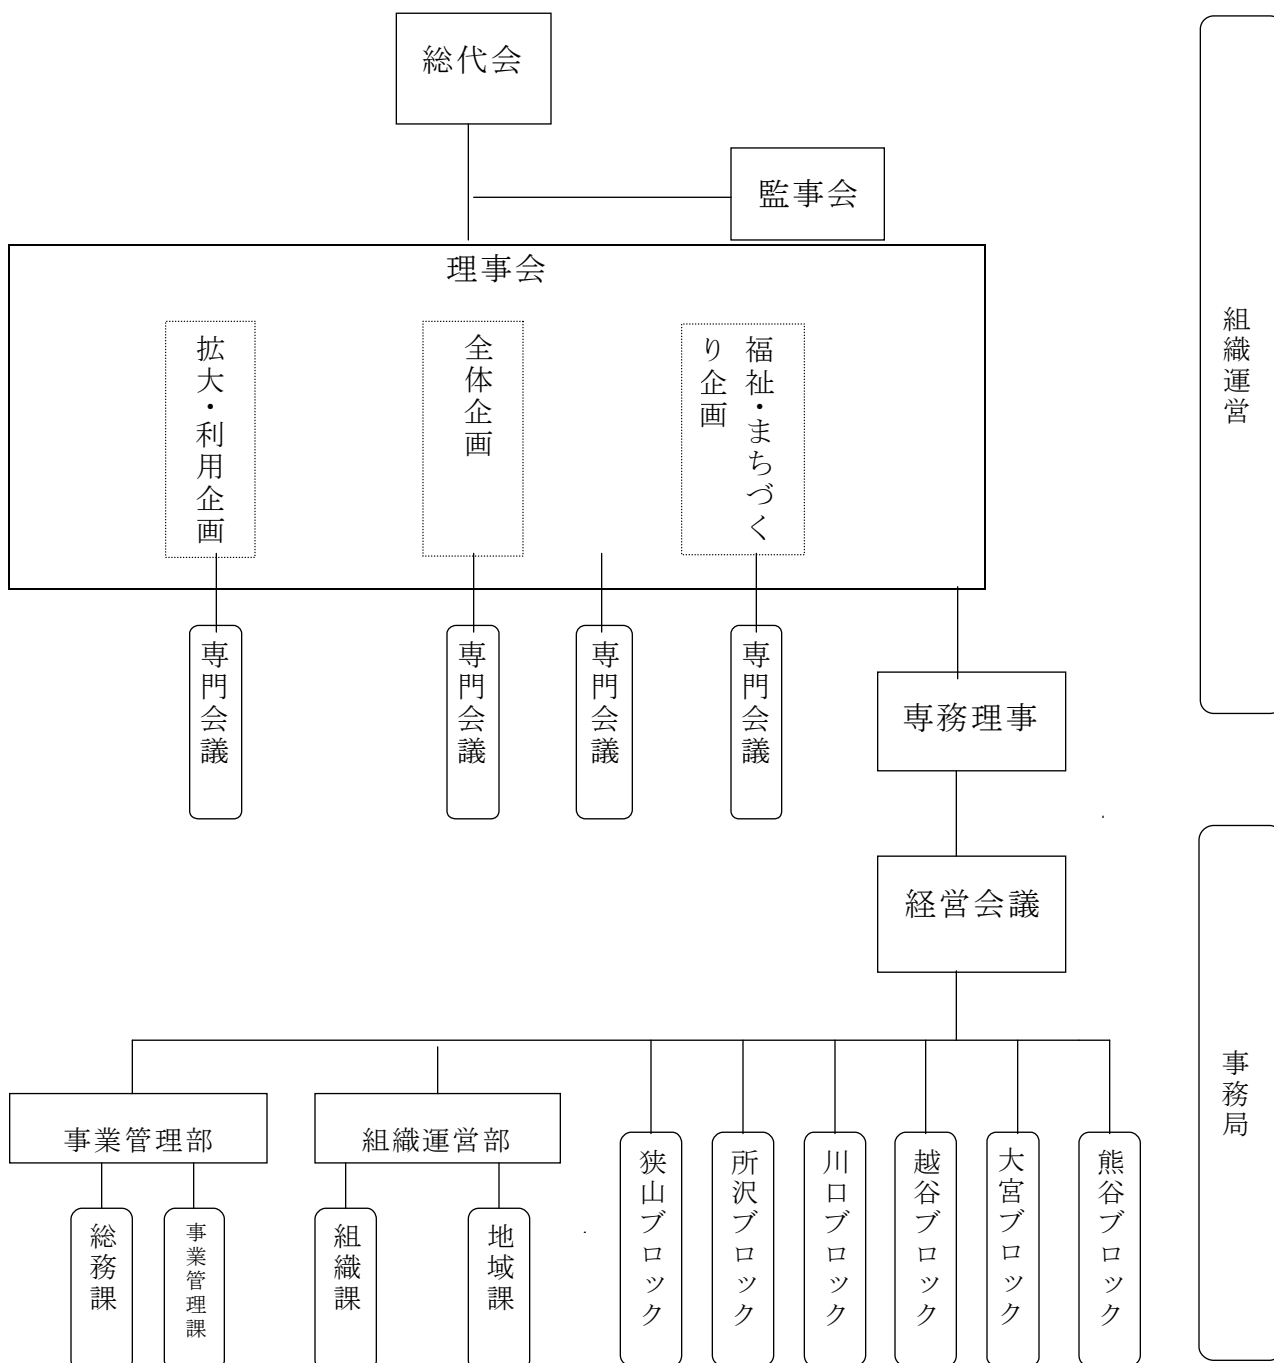 総代会
監事会
理事会
拡大・利用企画
全体企画
福祉・まちづく
り企画
専門会議
専門会議
専門会議
専門会議
専務理事
経営会議
組織運営
事業管理部
組織運営部
総務課
事業管理課
組織課
地域課
狭山ブロック
所沢ブロック
川口ブロック
越谷ブロック
大宮ブロック
熊谷ブロック
事務局